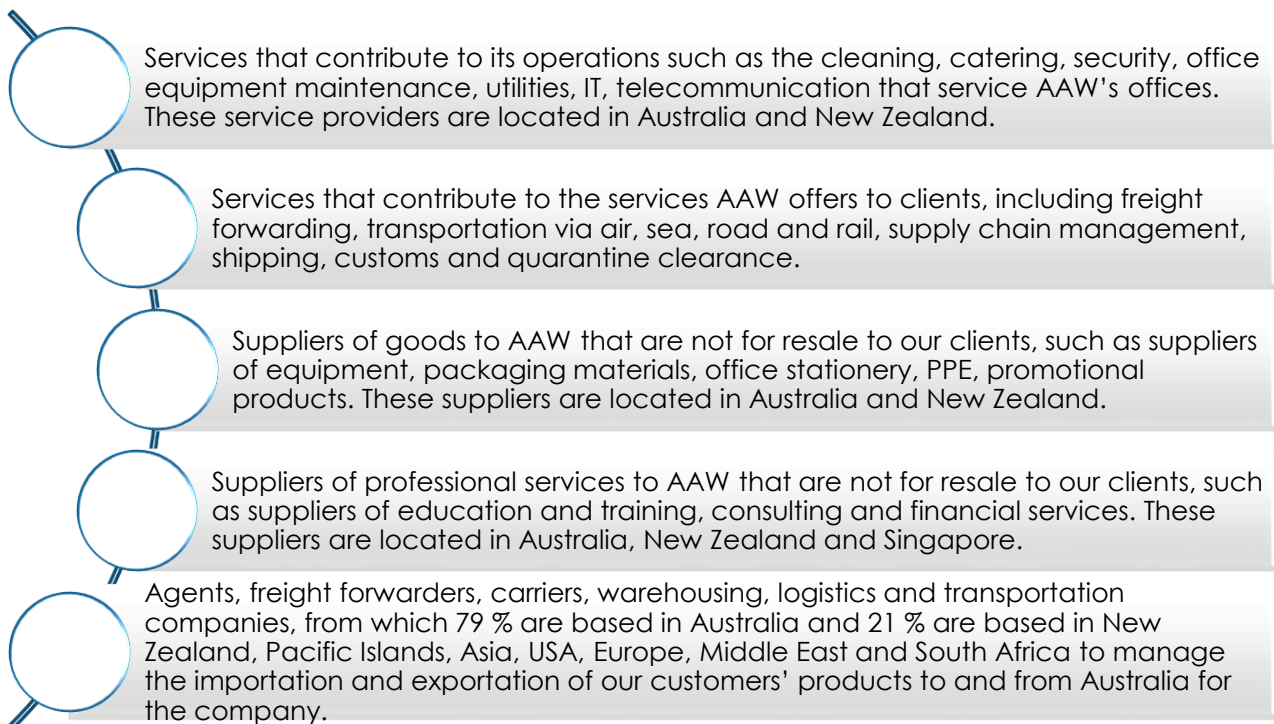 Services that contribute to its operations such as the cleaning, catering, security, office
equipment maintenance, utilities, IT, telecommunication that service AAW’s offices.
These service providers are located in Australia and New Zealand.
Services that contribute to the services AAW offers to clients, including freight
forwarding, transportation via air, sea, road and rail, supply chain management,
shipping, customs and quarantine clearance.
Suppliers of goods to AAW that are not for resale to our clients, such as suppliers
of equipment, packaging materials, office stationery, PPE, promotional
products. These suppliers are located in Australia and New Zealand.
Suppliers of professional services to AAW that are not for resale to our clients, such
as suppliers of education and training, consulting and financial services. These
suppliers are located in Australia, New Zealand and Singapore.
Agents, freight forwarders, carriers, warehousing, logistics and transportation
companies, from which 79 % are based in Australia and 21 % are based in New
Zealand, Pacific Islands, Asia, USA, Europe, Middle East and South Africa to manage
the importation and exportation of our customers’ products to and from Australia for
the company.